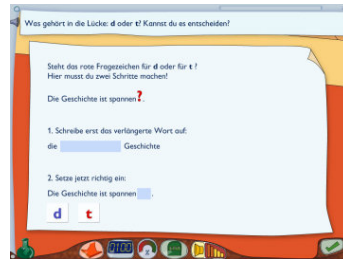 Was gehört in die Lücke: d oder t? Kannst du es entscheiden?
Steht das rote Fragezeichen für d oder für t ?
Hier musst du zwei Schritte machen!
Die Geschichte ist spannen?.
1. Schreibe erst das verlängerte Wort auf:
die Geschichte
2. Setze jetzt richtig ein:
Die Geschichte ist spannen .
d t
0100